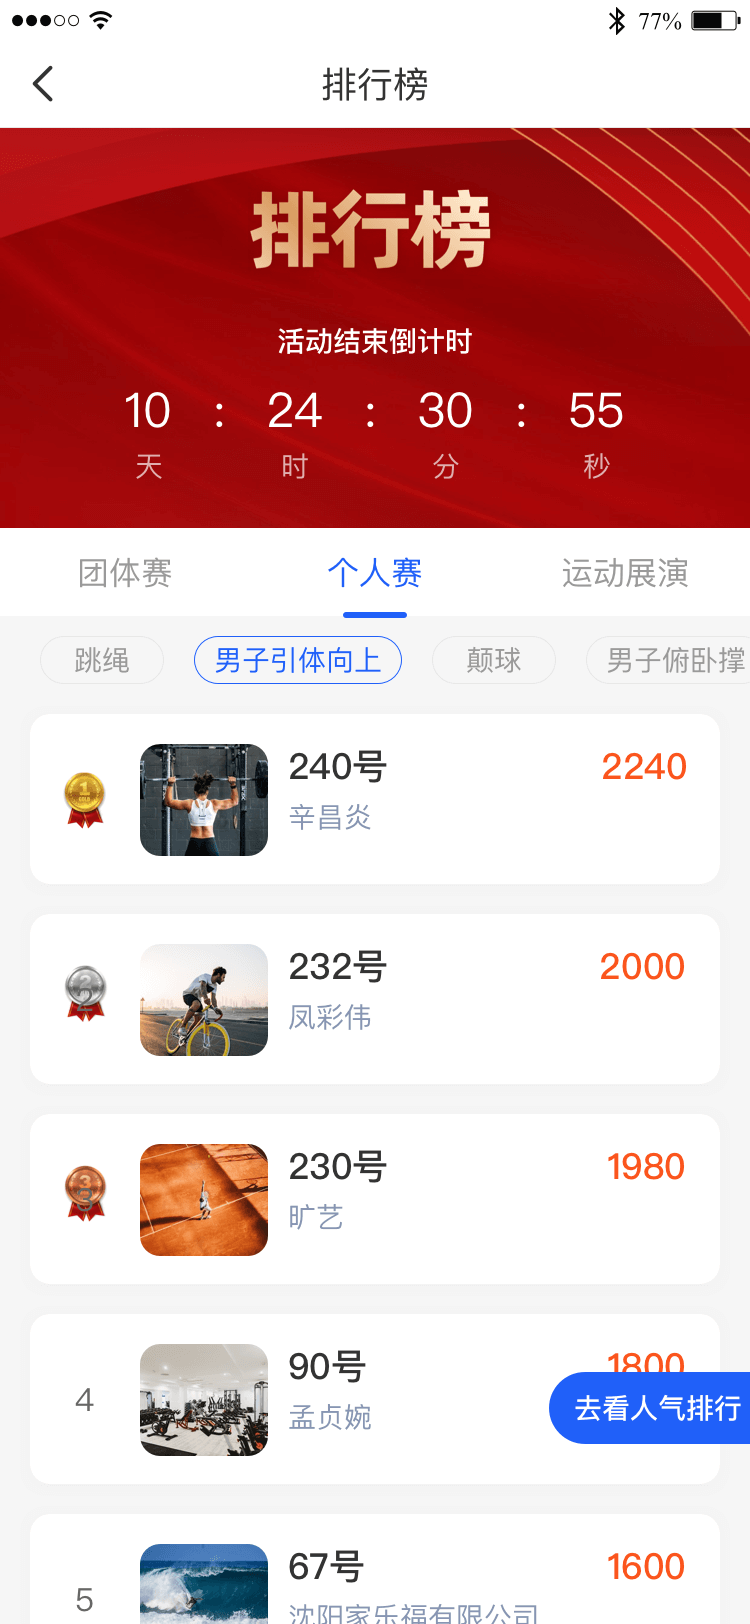 77%
排行榜
排行榜
活动结束倒计时
10 : 24 : 30 : 55
天 时 分 秒
团体赛 个人赛 运动展演
跳绳 男子引体向上 颠球 男子俯卧撑
1
240号 2240
辛昌炎
2
232号 2000
凤彩伟
3
230号 1980
旷艺
4
90号 1800
孟贞婉
去看人气排行
5
67号 1600
沈阳家乐福有限公司